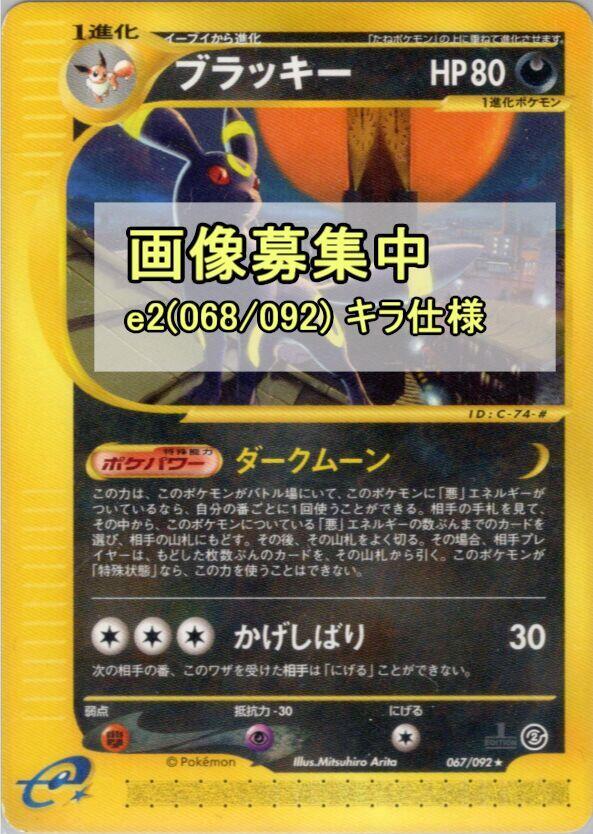 1進化
イーブイから進化
「たねポケモン」の上に重ねて進化させます。
ブラッキー HP80
1進化ポケモン
画像募集中
e2(068/092) キラ仕様
ID:C-74-#
特殊能力
ポケパワー ダークムーン
この力は、このポケモンがバトル場にいて、このポケモンに「悪」エネルギーが
ついているなら、自分の番ごとに1回使うことができる。相手の手札を見て、
その中から、このポケモンについている「悪」エネルギーの数ぶんまでのカードを
選び、相手の山札にもどす。その後、その山札をよく切る。その場合、相手プレ
イヤーは、もどした枚数ぶんのカードを、その山札から引く。このポケモンが
「特殊状態」なら、この力を使うことはできない。
かげしばり 30
次の相手の番、このワザを受けた相手は「にげる」ことができない。
弱点 抵抗力-30 にげる
1 EDITION
©Pokémon Illus.Mitsuhiro Arita 067/092★
e